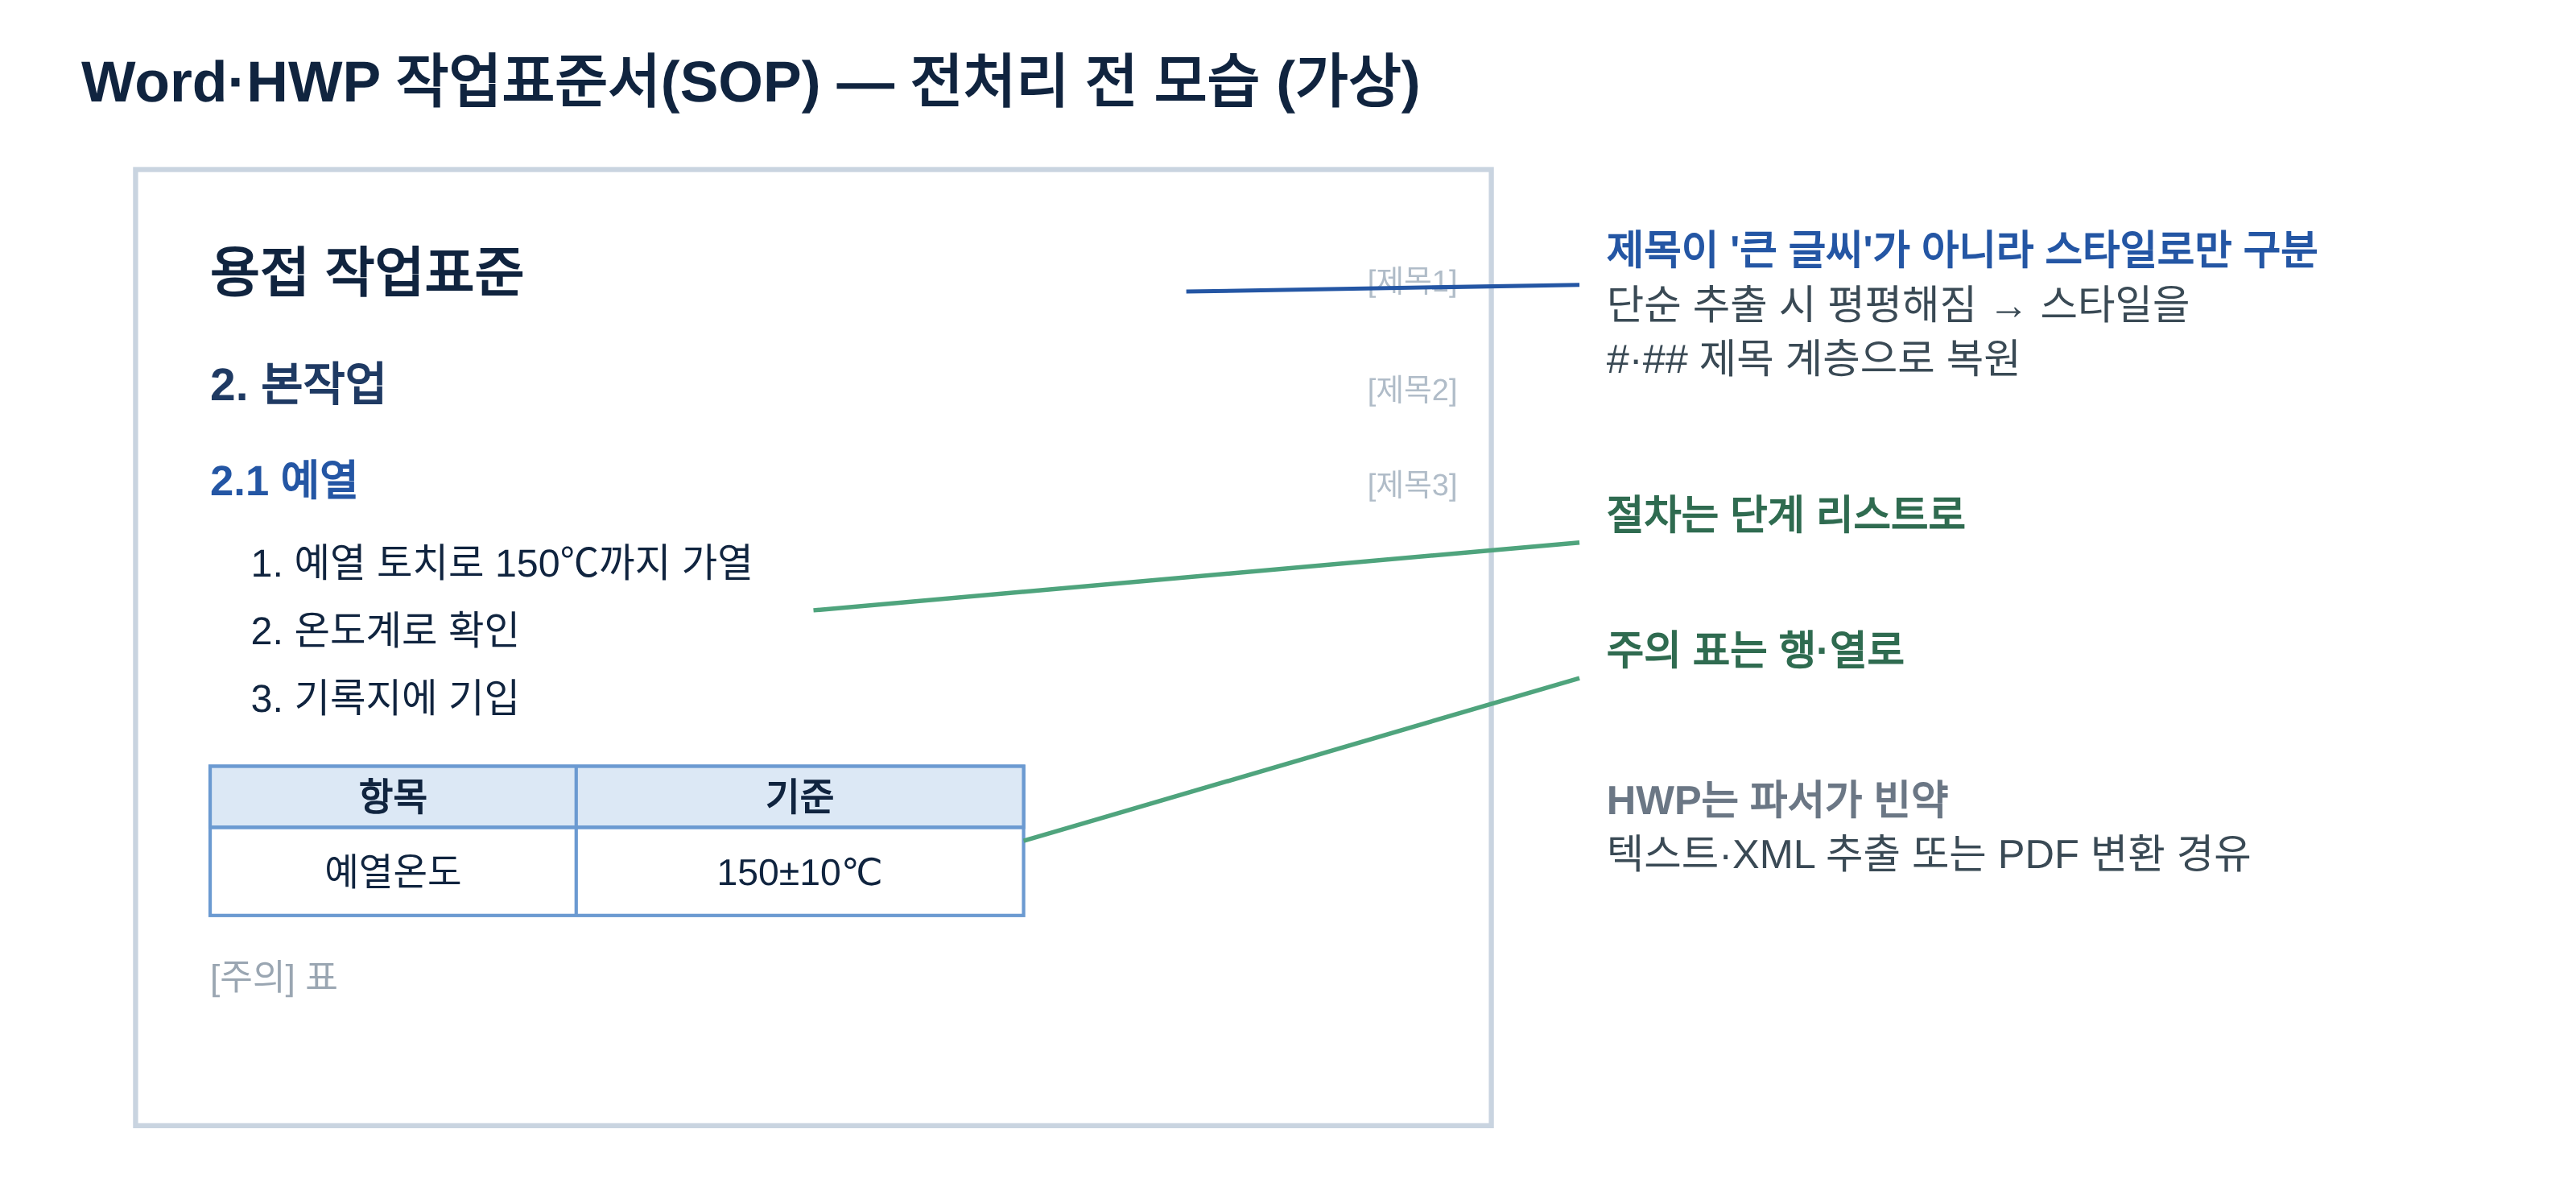 Word·HWP 작업표준서(SOP) — 전처리 전 모습 (가상)
용접 작업표준
[제목1]
2. 본작업
[제목2]
2.1 예열
[제목3]
1. 예열 토치로 150℃까지 가열
2. 온도계로 확인
3. 기록지에 기입
항목 기준
예열온도 150±10℃
[주의] 표
제목이 '큰 글씨'가 아니라 스타일로만 구분
단순 추출 시 평평해짐 → 스타일을
#·## 제목 계층으로 복원
절차는 단계 리스트로
주의 표는 행·열로
HWP는 파서가 빈약
텍스트·XML 추출 또는 PDF 변환 경유